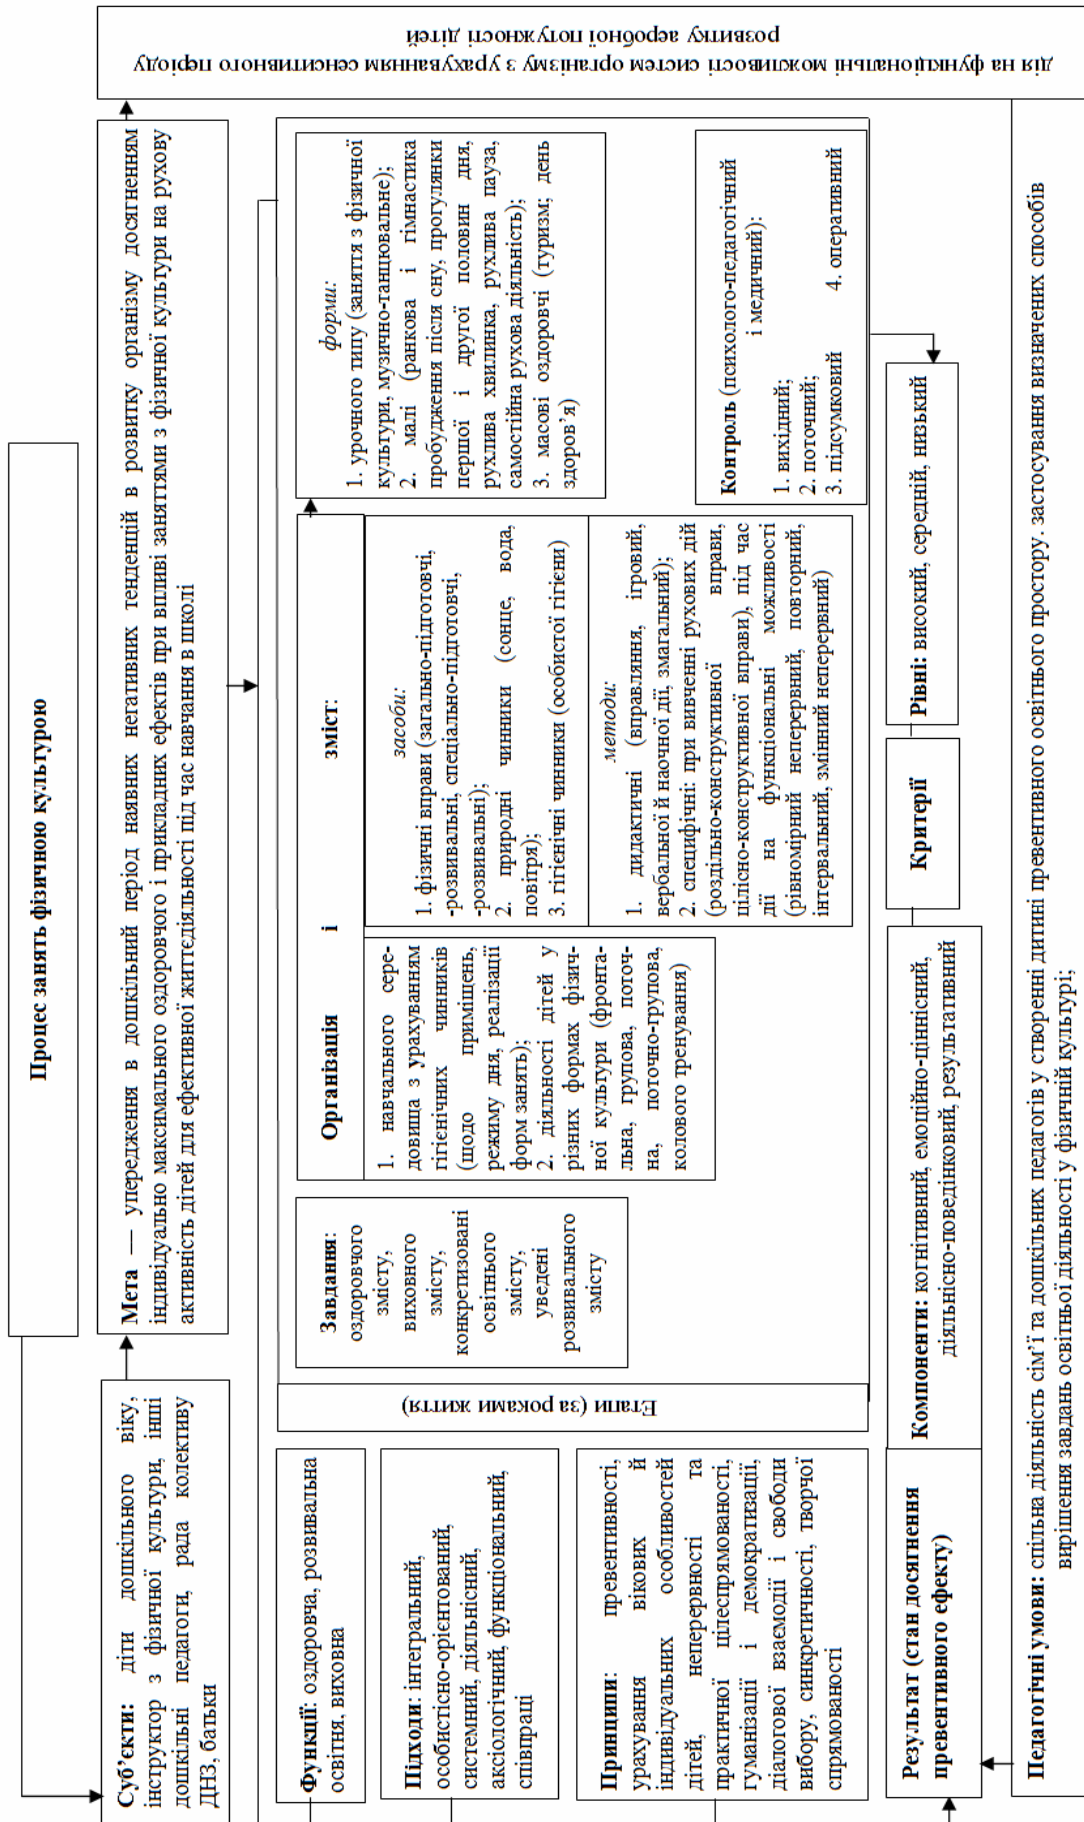 Процес занять фізичною культурою
Суб’єкти: діти дошкільного віку,
інструктор з фізичної культури, інші
дошкільні педагоги, рада колективу
ДНЗ, батьки
Мета — упередження в дошкільний період наявних негативних тенденцій в розвитку організму досягненням
індивідуально максимального оздоровчого і прикладних ефектів при впливі заняттями з фізичної культури на рухову
активність дітей для ефективної життєдіяльності під час навчання в школі
дія на функціональні можливості систем організму з урахуванням сенситивного періоду
розвитку аеробної потужності дітей
Функції: оздоровча, розвивальна
освітня, виховна
Підходи: інтегральний,
особистісно-орієнтований,
системний, діяльнісний,
аксіологічний, функціональний,
співпраці
Принципи: превентивності,
урахування вікових й
індивідуальних особливостей
дітей, неперервності та
практичної цілеспрямованості,
гуманізації і демократизації,
діалогової взаємодії і свободи
вибору, синкретичності, творчої
спрямованості
Етапи (за роками життя)
Завдання:
оздоровчого
змісту,
виховного
змісту,
конкретизовані
освітнього
змісту,
уведені
розвивального
змісту
Організація і зміст:
1. навчального сере-
довища з урахуванням
гігієнічних чинників
(щодо приміщень,
режиму дня, реалізації
форм занять);
2. діяльності дітей у
різних формах фізич-
ної культури (фронта-
льна, групова, поточ-
на, поточно-групова,
колового тренування)
засоби:
1. фізичні вправи (загально-підготовчі,
-розвивальні, спеціально-підготовчі,
-розвивальні);
2. природні чинники (сонце, вода,
повітря);
3. гігієнічні чинники (особистої гігієни)
методи:
1. дидактичні (вправляння, ігровий,
вербальної й наочної дії, змагальний);
2. специфічні: при вивченні рухових дій
(роздільно-конструктивної вправи,
цілісно-конструктивної вправи), під час
дії на функціональні можливості
(рівномірний неперервний, повторний,
інтервальний, змінний неперервний)
форми:
1. урочного типу (заняття з фізичної
культури, музично-танцювальне);
2. малі (ранкова і гімнастика
пробудження після сну, прогулянки
першої і другої половин дня,
рухлива хвилинка, рухлива пауза,
самостійна рухова діяльність);
3. масові оздоровчі (туризм; день
здоров’я)
Контроль (психолого-педагогічний
і медичний):
1. вихідний;
2. поточний;
3. підсумковий 4. оперативний
Результат (стан досягнення
превентивного ефекту)
Компоненти: когнітивний, емоційно-ціннісний,
діяльнісно-поведінковий, результативний
Критерії
Рівні: високий, середній, низький
Педагогічні умови: спільна діяльність сім’ї та дошкільних педагогів у створенні дитині превентивного освітнього простору. застосування визначених способів
вирішення завдань освітньої діяльності у фізичній культурі;